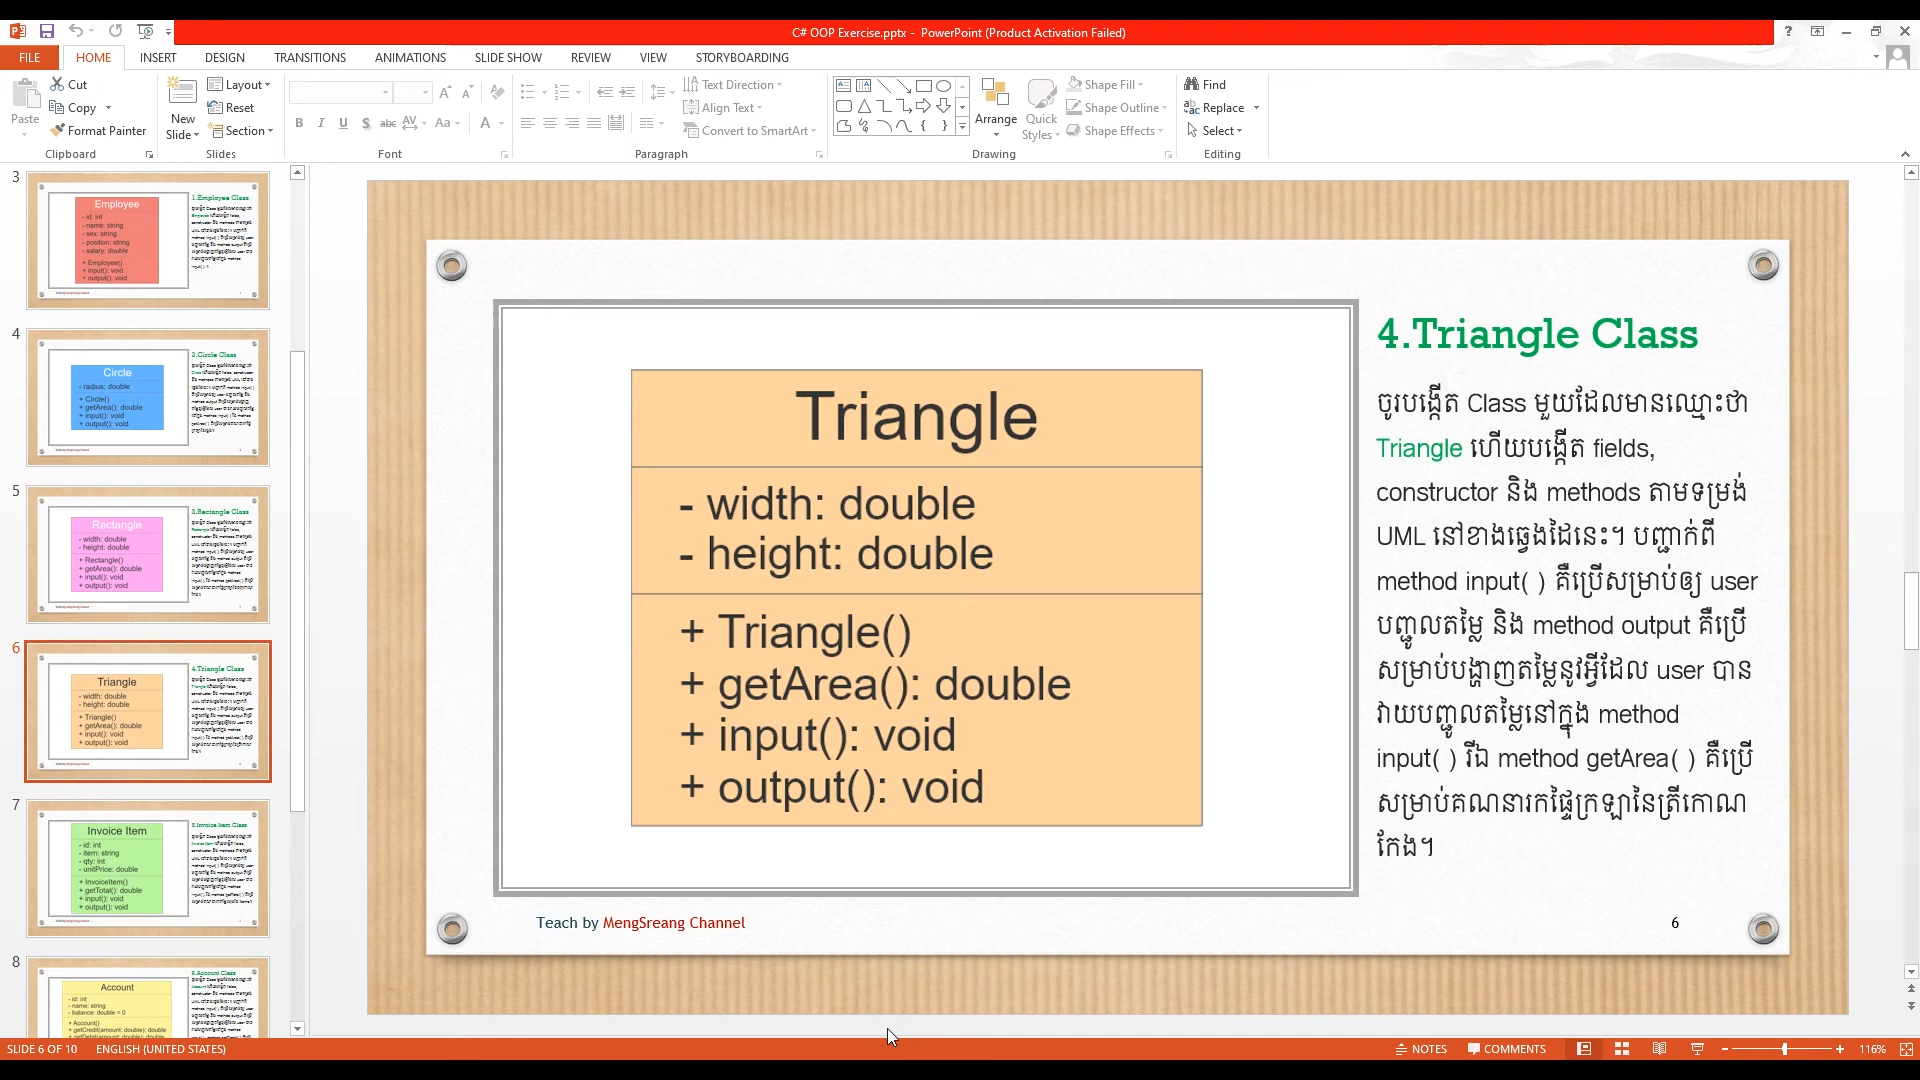 C# OOP Exercise.pptx - PowerPoint (Product Activation Failed)
FILE HOME INSERT DESIGN TRANSITIONS ANIMATIONS SLIDE SHOW REVIEW VIEW STORYBOARDING
Paste
Cut
Copy
Format Painter
Clipboard
New Slide
Layout
Reset
Section
Slides
Font
Text Direction
Align Text
Convert to SmartArt
Paragraph
Arrange
Quick Styles
Shape Fill
Shape Outline
Shape Effects
Drawing
Find
Replace
Select
Editing
3
Employee
- id: int
- name: string
- sex: string
- position: string
- salary: double
+ Employee()
+ input(): void
+ output(): void
1.Employee Class
4
Circle
- radius: double
+ Circle()
+ getArea(): double
+ input(): void
+ output(): void
2.Circle Class
5
Rectangle
- width: double
- height: double
+ Rectangle()
+ getArea(): double
+ input(): void
+ output(): void
3.Rectangle Class
6
Triangle
- width: double
- height: double
+ Triangle()
+ getArea(): double
+ input(): void
+ output(): void
4.Triangle Class
7
Invoice Item
- id: int
- item: string
- qty: int
- unitPrice: double
+ InvoiceItem()
+ getTotal(): double
+ input(): void
+ output(): void
5.Invoice Item Class
8
Account
- id: int
- name: string
- balance: double = 0
+ Account()
+ getCredit(amount: double): double
+ getDebit(amount: double): double
6.Account Class
Triangle
- width: double
- height: double
+ Triangle()
+ getArea(): double
+ input(): void
+ output(): void
4.Triangle Class
ចូរបង្កើត Class មួយដែលមានឈ្មោះថា
Triangle ហើយបង្កើត fields,
constructor និង methods តាមទម្រង់
UML នៅខាងឆ្វេងដៃនេះ។ បញ្ជាក់ពី
method input( ) គឺប្រើសម្រាប់ឲ្យ user
បញ្ចូលតម្លៃ និង method output គឺប្រើ
សម្រាប់បង្ហាញតម្លៃនូវអ្វីដែល user បាន
វាយបញ្ចូលតម្លៃនៅក្នុង method
input( ) រីឯ method getArea( ) គឺប្រើ
សម្រាប់គណនារកផ្ទៃក្រឡានៃត្រីកោណ
កែង។
Teach by MengSreang Channel
6
SLIDE 6 OF 10 ENGLISH (UNITED STATES) NOTES COMMENTS 116%